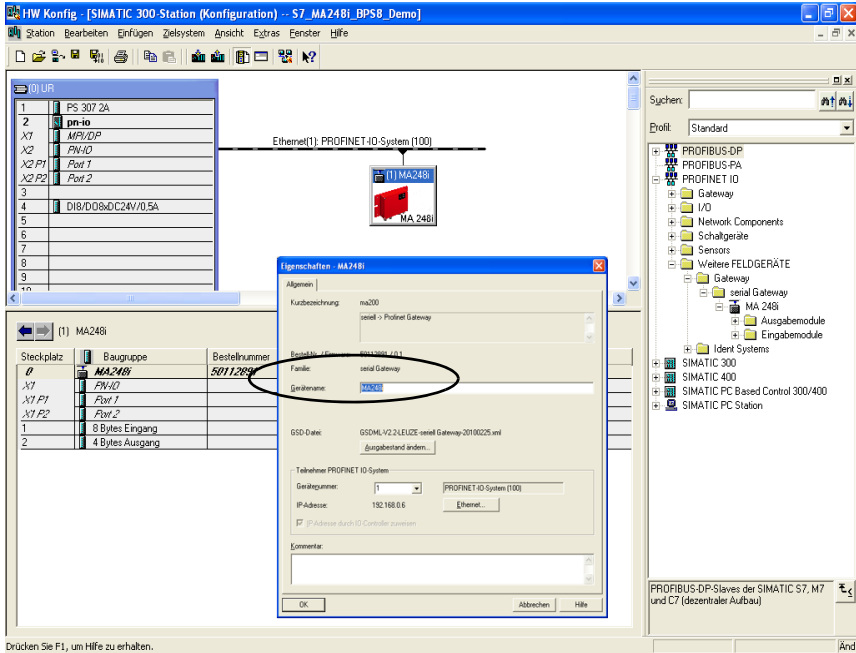 HW Konfig - [SIMATIC 300-Station (Konfiguration) -- S7_MA248i_BPS8_Demo]
Station Bearbeiten Einfügen Zielsystem Ansicht Extras Fenster Hilfe
(0) UR
1 PS 307 2A
2 pn-io
X1 MPI/DP
X2 PN-IO
X2 P1 Port 1
X2 P2 Port 2
3
4 DI8/DO8xDC24V/0,5A
5
6
7
8
9
10
Ethernet(1): PROFINET-IO-System (100)
(1) MA248i
MA 248i
(1) MA248i
Steckplatz Baugruppe Bestellnummer
0 MA248i 50112891
X1 PN-IO
X1 P1 Port 1
X1 P2 Port 2
1 8 Bytes Eingang
2 4 Bytes Ausgang
Eigenschaften - MA248i
Allgemein
Kurzbezeichnung: ma200
seriell -> Profinet Gateway
Bestell-Nr. / Firmware: 50112891 / 0.1
Familie: serial Gateway
Gerätename: MA248i
GSD-Datei: GSDML-V2.2-LEUZE-seriell Gateway-20100225.xml
Ausgabestand ändern...
Teilnehmer PROFINET IO-System
Gerätenummer: 1 PROFINET-IO-System (100)
IP-Adresse: 192.168.0.6 Ethernet...
IP-Adresse durch IO-Controller zuweisen
Kommentar:
OK Abbrechen Hilfe
Suchen:
Profil: Standard
PROFIBUS-DP
PROFIBUS-PA
PROFINET IO
Gateway
I/O
Network Components
Schaltgeräte
Sensors
Weitere FELDGERÄTE
Gateway
serial Gateway
MA 248i
Ausgabemodule
Eingabemodule
Ident Systems
SIMATIC 300
SIMATIC 400
SIMATIC PC Based Control 300/400
SIMATIC PC Station
PROFIBUS-DP-Slaves der SIMATIC S7, M7
und C7 (dezentraler Aufbau)
Drücken Sie F1, um Hilfe zu erhalten.
Änd